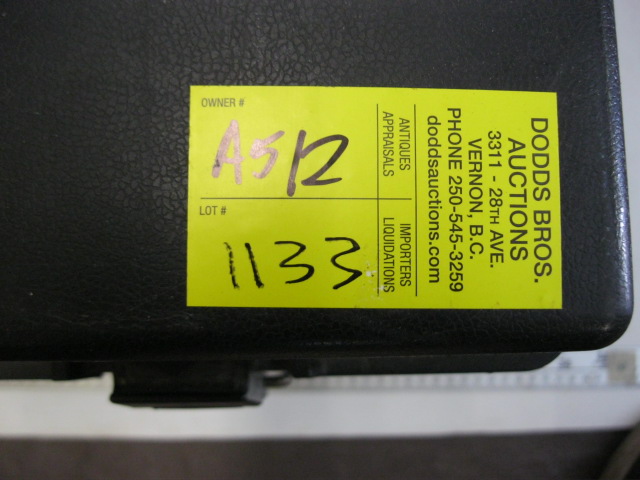 DODDS BROS.
AUCTIONS
3311 - 28TH AVE.
VERNON, B.C.
PHONE 250-545-3259
doddsauctions.com
ANTIQUES
APPRAISALS
IMPORTERS
LIQUIDATIONS
OWNER #
A512
LOT #
1133